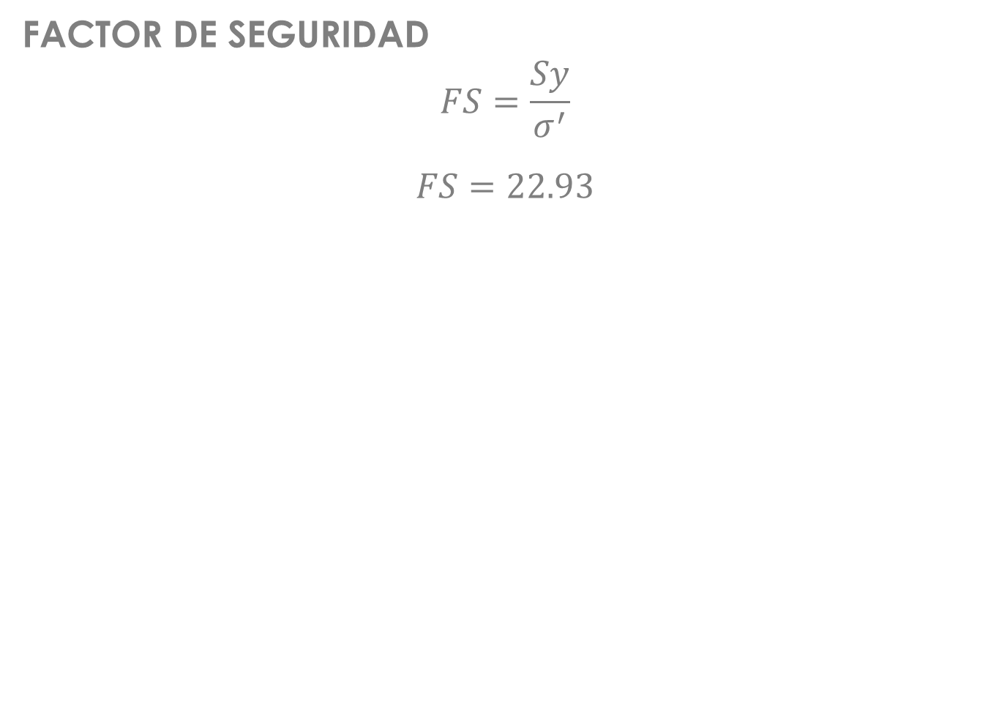 FACTOR DE SEGURIDAD
FS = Sy / σ′
FS = 22.93